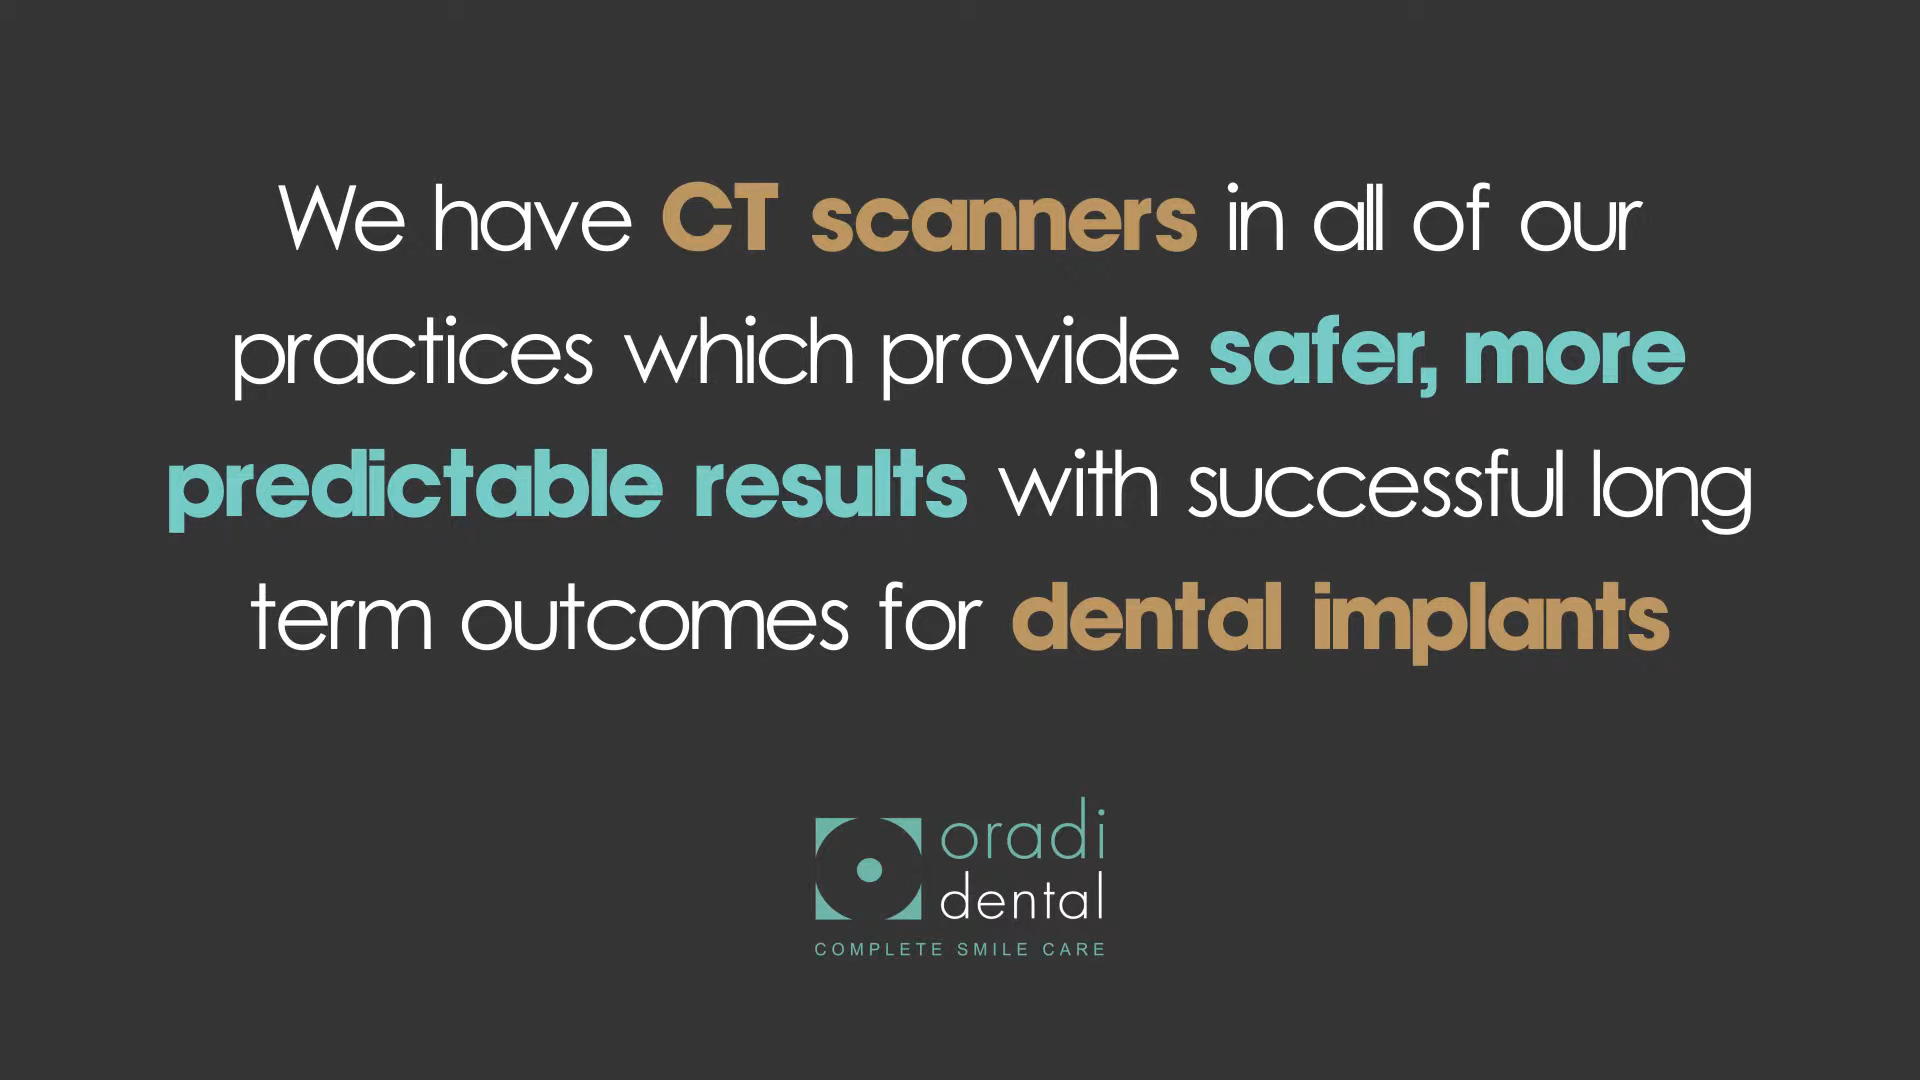 We have CT scanners in all of our
practices which provide safer, more
predictable results with successful long
term outcomes for dental implants
oradi
dental
COMPLETE SMILE CARE